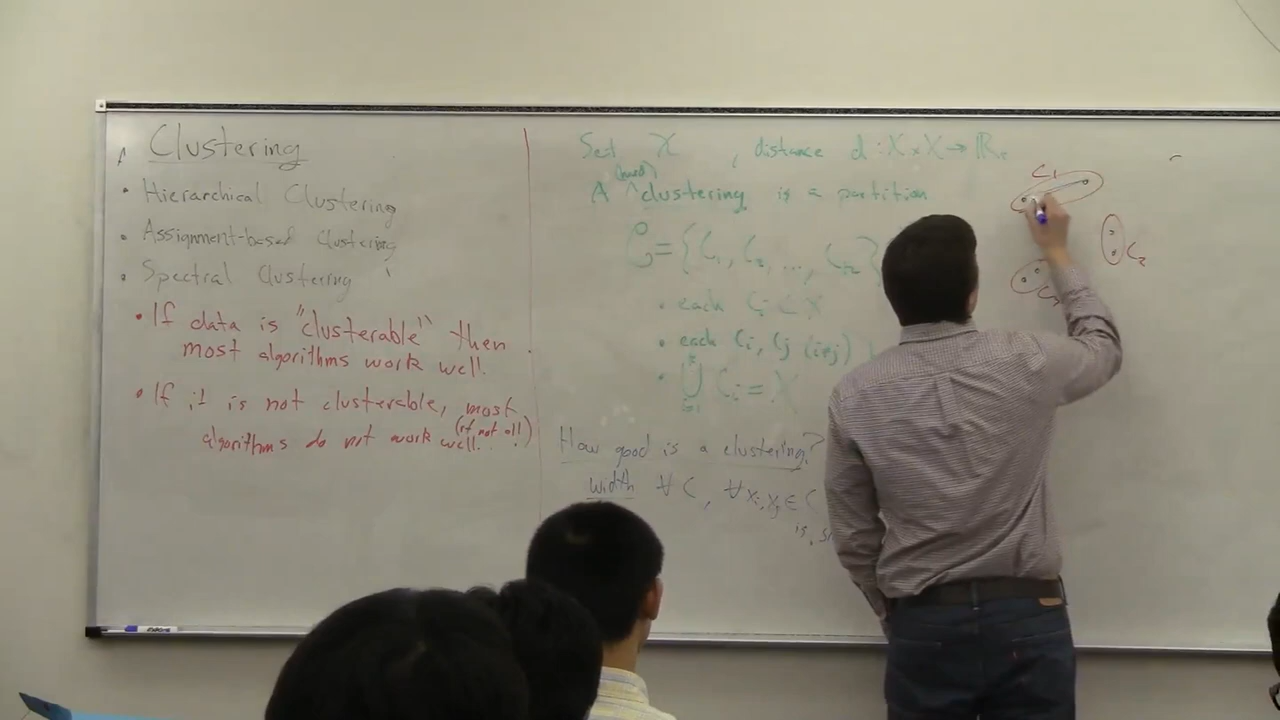 Clustering
• Hierarchical Clustering
• Assignment-based Clustering
• Spectral Clustering
• If data is "clusterable" then
most algorithms work well.
• If it is not clusterable, most
(if not all)
algorithms do not work well.
Set X, distance d: X × X → ℝ
(hard)
A ^ clustering is a partition
C = {C₁, C₂, ..., Cₖ}
• each Cᵢ ⊂ X
• each Cᵢ, Cⱼ (i≠j)
• ⋃ Cᵢ = X
i=1
How good is a clustering?
width ∀ C, ∀ xᵢ, xⱼ ∈ C
is
C₁
C₂